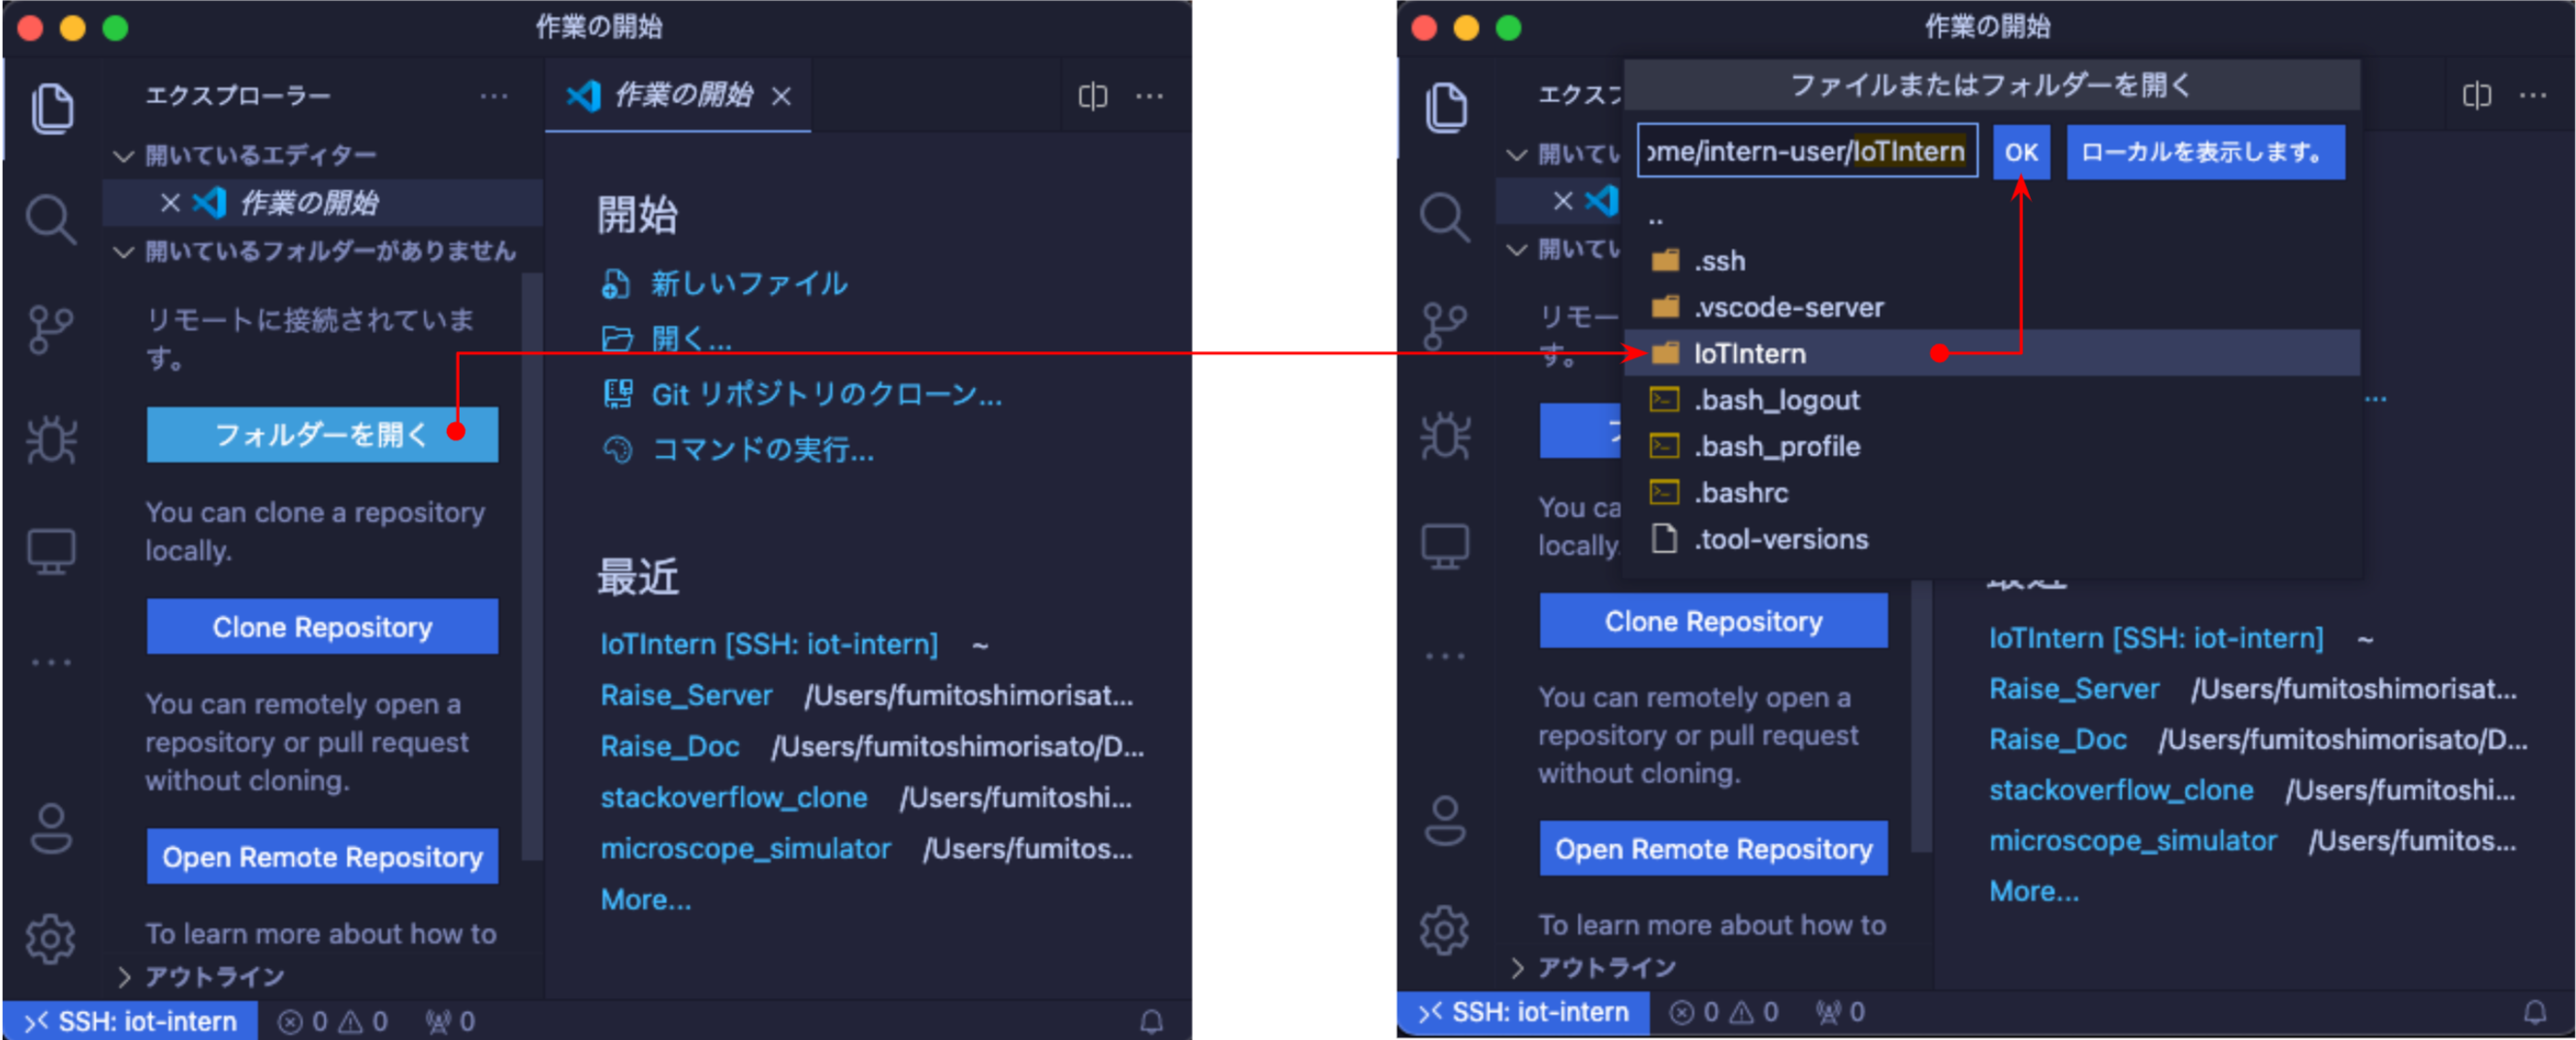 作業の開始
エクスプローラー
作業の開始
開いているエディター
作業の開始
開いているフォルダーがありません
リモートに接続されていま
す。
フォルダーを開く
You can clone a repository
locally.
Clone Repository
You can remotely open a
repository or pull request
without cloning.
Open Remote Repository
To learn more about how to
アウトライン
開始
新しいファイル
開く...
Git リポジトリのクローン...
コマンドの実行...
最近
IoTIntern [SSH: iot-intern] ~
Raise_Server /Users/fumitoshimorisat...
Raise_Doc /Users/fumitoshimorisato/D...
stackoverflow_clone /Users/fumitoshi...
microscope_simulator /Users/fumitos...
More...
SSH: iot-intern 0 0 0
作業の開始
エクスプ
ファイルまたはフォルダーを開く
ome/intern-user/IoTIntern OK ローカルを表示します。
..
.ssh
.vscode-server
IoTIntern
.bash_logout
.bash_profile
.bashrc
.tool-versions
開いてい
開いてい
リモー
す。
You ca
locally.
Clone Repository
You can remotely open a
repository or pull request
without cloning.
Open Remote Repository
To learn more about how to
アウトライン
...
最近
IoTIntern [SSH: iot-intern] ~
Raise_Server /Users/fumitoshimorisat...
Raise_Doc /Users/fumitoshimorisato/D...
stackoverflow_clone /Users/fumitoshi...
microscope_simulator /Users/fumitos...
More...
SSH: iot-intern 0 0 0